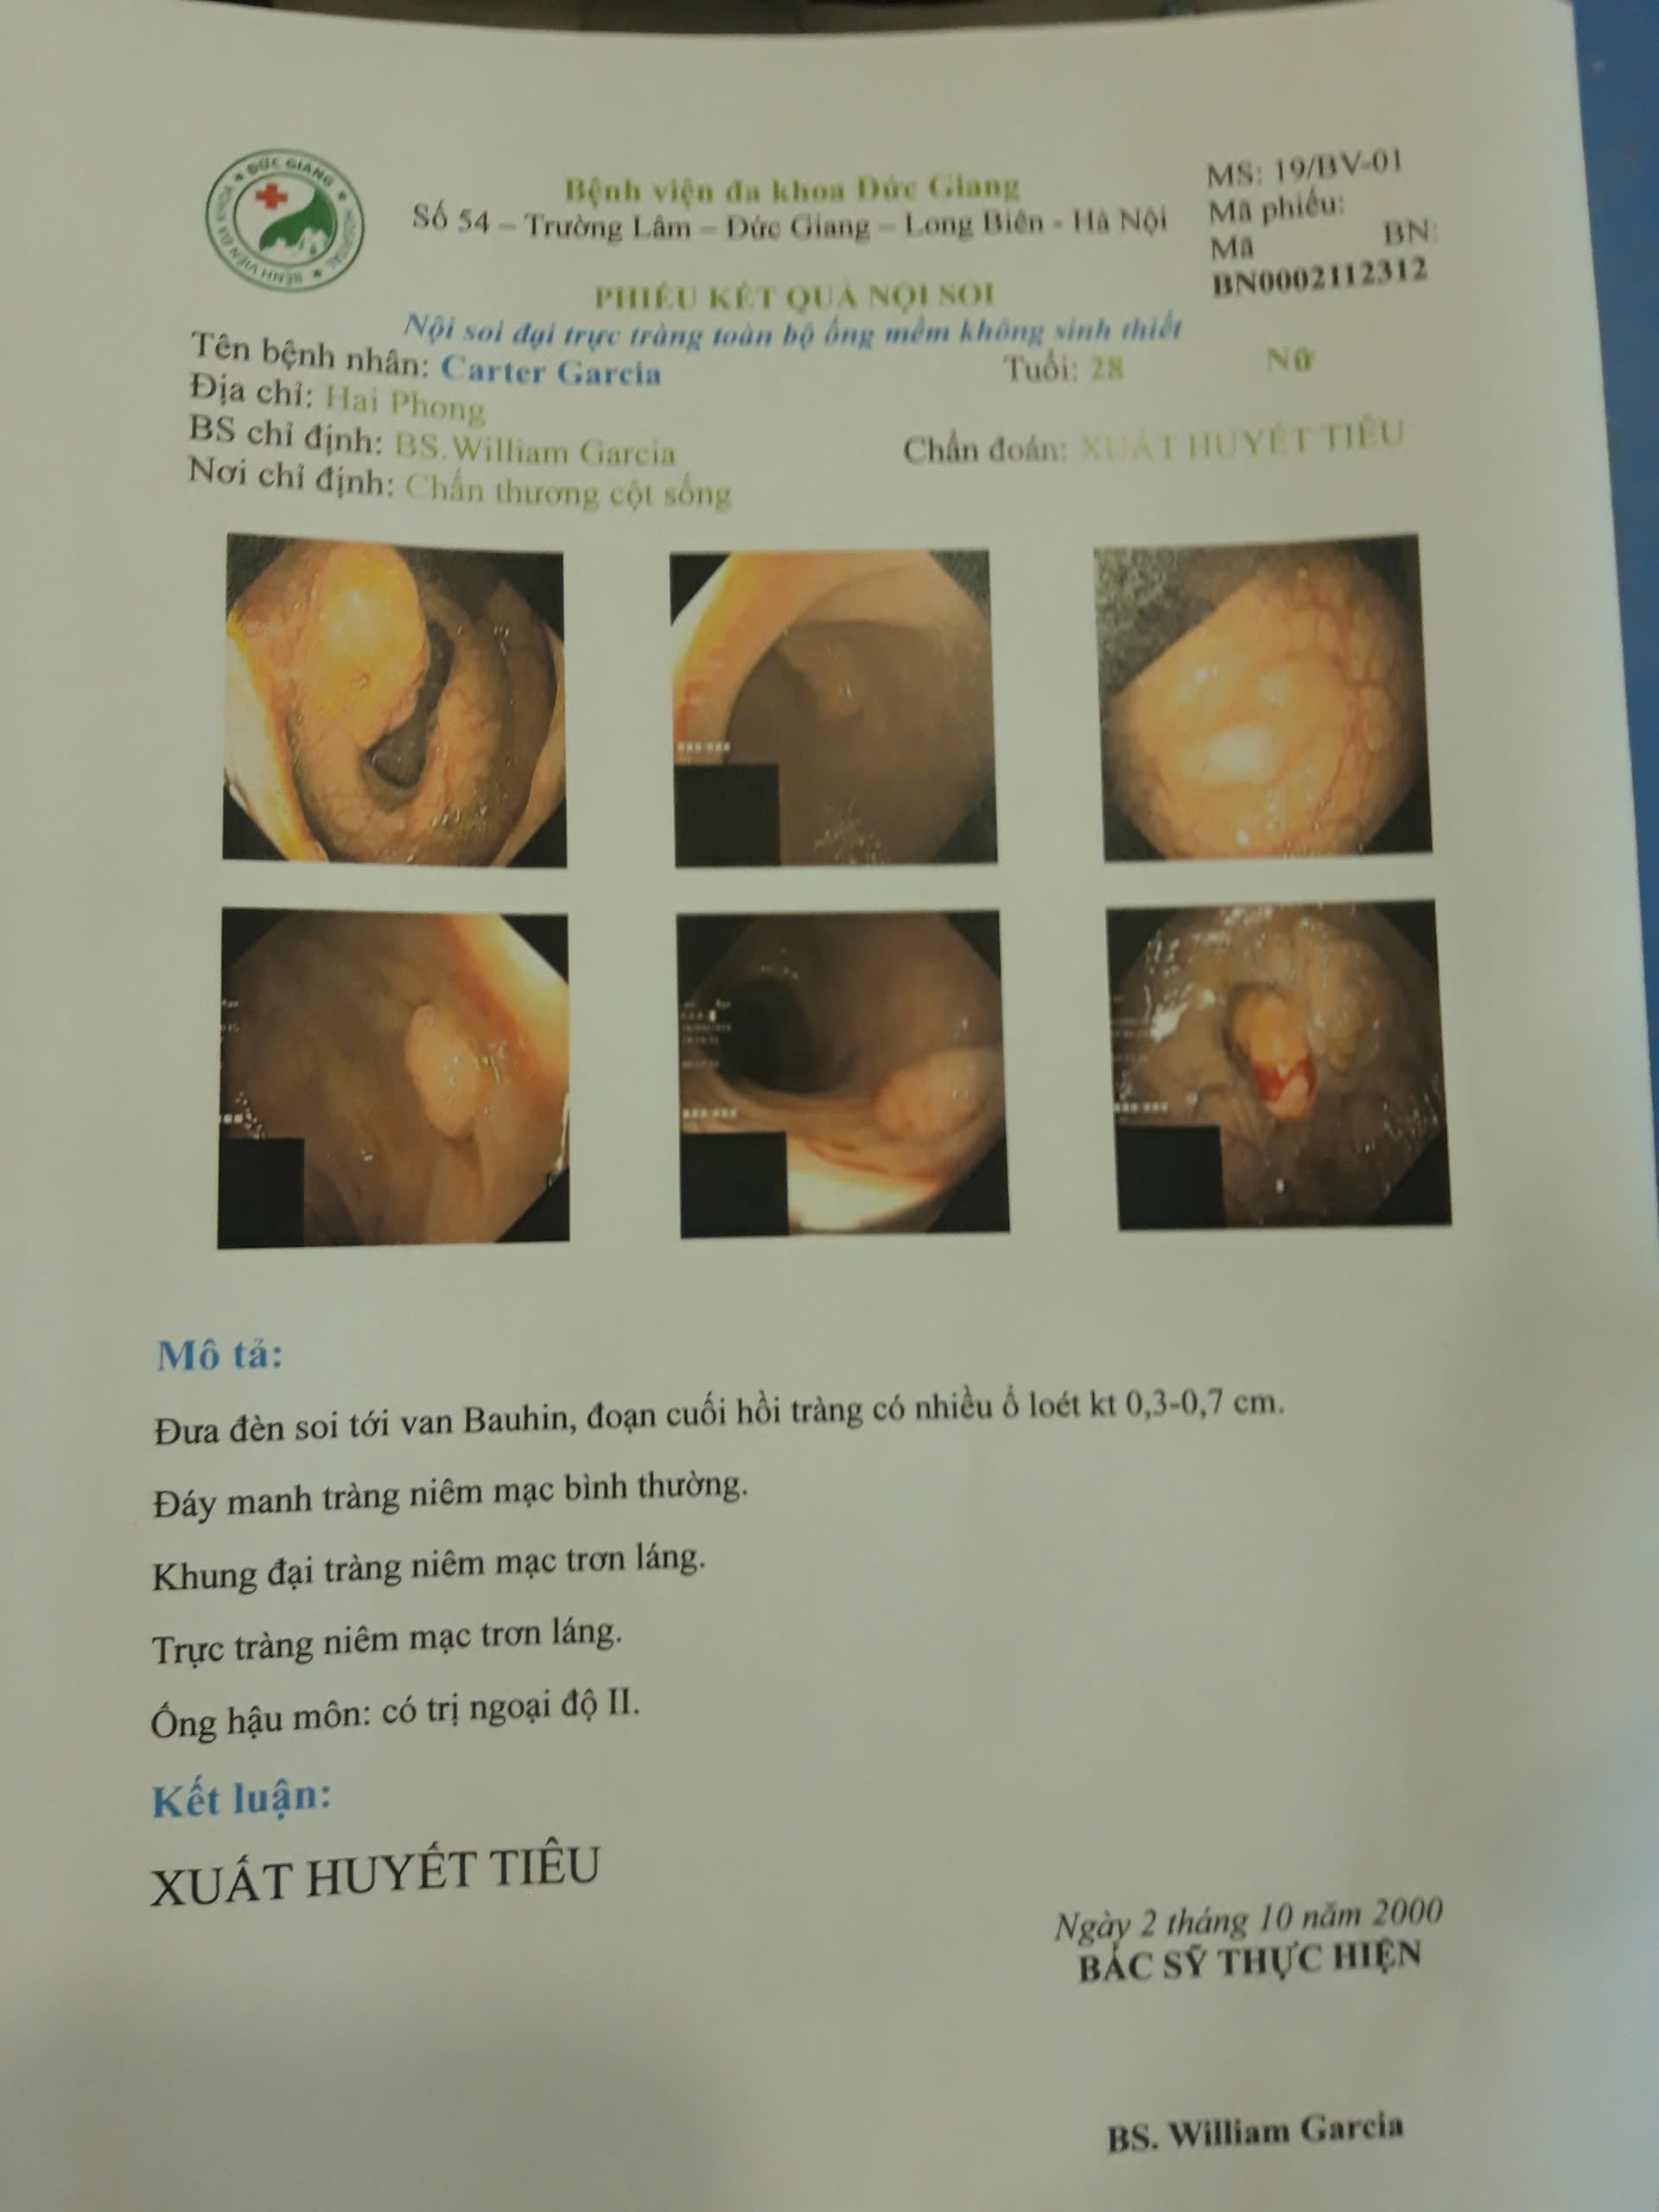 ĐỨC GIANG
HOSPITAL
BỆNH VIỆN ĐA KHOA
Bệnh viện đa khoa Đức Giang
Số 54 – Trường Lâm – Đức Giang – Long Biên - Hà Nội
MS: 19/BV-01
Mã phiếu:
Mã BN:
BN0002112312
PHIẾU KẾT QUẢ NỘI SOI
Nội soi đại trực tràng toàn bộ ống mềm không sinh thiết
Tên bệnh nhân: Carter Garcia Tuổi: 28 Nữ
Địa chỉ: Hai Phong
BS chỉ định: BS.William Garcia Chẩn đoán: XUẤT HUYẾT TIÊU
Nơi chỉ định: Chấn thương cột sống
Mô tả:
Đưa đèn soi tới van Bauhin, đoạn cuối hồi tràng có nhiều ổ loét kt 0,3-0,7 cm.
Đáy manh tràng niêm mạc bình thường.
Khung đại tràng niêm mạc trơn láng.
Trực tràng niêm mạc trơn láng.
Ống hậu môn: có trị ngoại độ II.
Kết luận:
XUẤT HUYẾT TIÊU
Ngày 2 tháng 10 năm 2000
BÁC SỸ THỰC HIỆN
BS. William Garcia